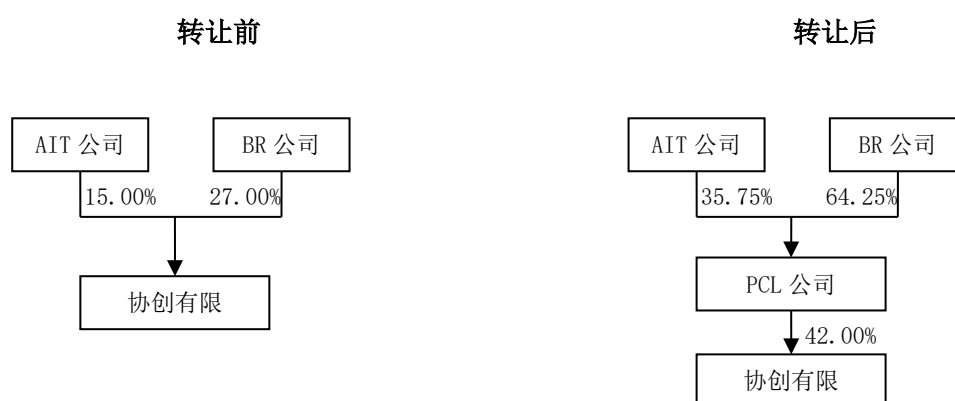 转让前
转让后
AIT 公司
BR 公司
15.00%
27.00%
协创有限
AIT 公司
BR 公司
35.75%
64.25%
PCL 公司
42.00%
协创有限